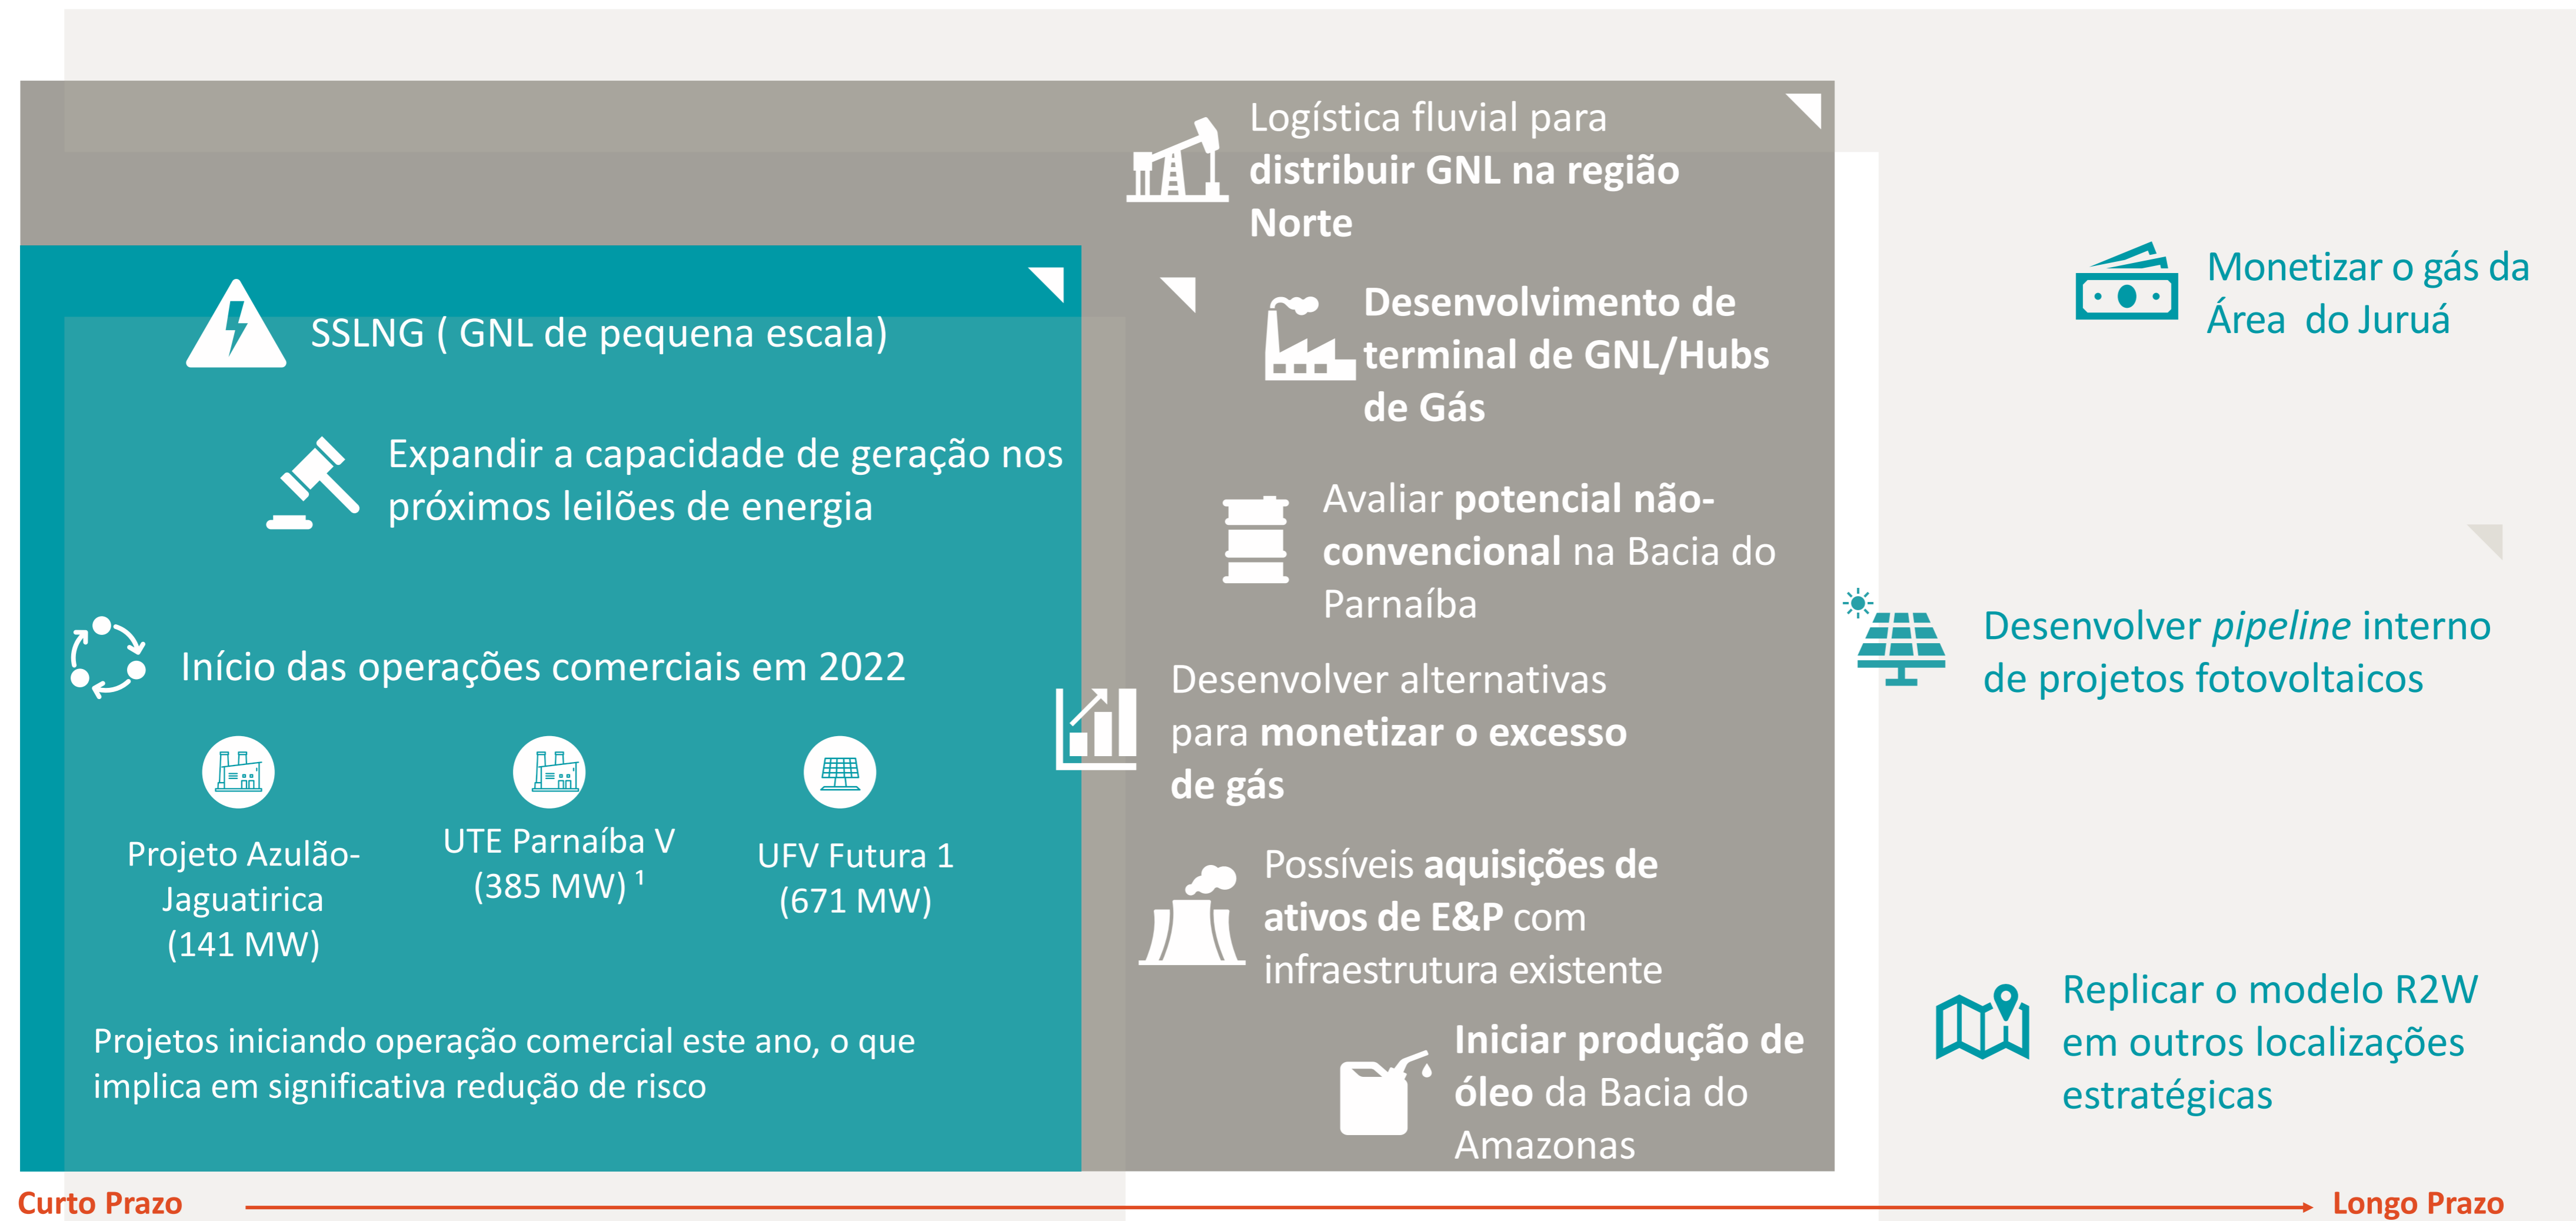 SSLNG ( GNL de pequena escala)
Expandir a capacidade de geração nos
próximos leilões de energia
Início das operações comerciais em 2022
Projeto Azulão-
Jaguatirica
(141 MW)
UTE Parnaíba V
(385 MW) ¹
UFV Futura 1
(671 MW)
Projetos iniciando operação comercial este ano, o que
implica em significativa redução de risco
Logística fluvial para
distribuir GNL na região
Norte
Desenvolvimento de
terminal de GNL/Hubs
de Gás
Avaliar potencial não-
convencional na Bacia do
Parnaíba
Desenvolver alternativas
para monetizar o excesso
de gás
Possíveis aquisições de
ativos de E&P com
infraestrutura existente
Iniciar produção de
óleo da Bacia do
Amazonas
Monetizar o gás da
Área  do Juruá
Desenvolver pipeline interno
de projetos fotovoltaicos
Replicar o modelo R2W
em outros localizações
estratégicas
Curto Prazo
Longo Prazo